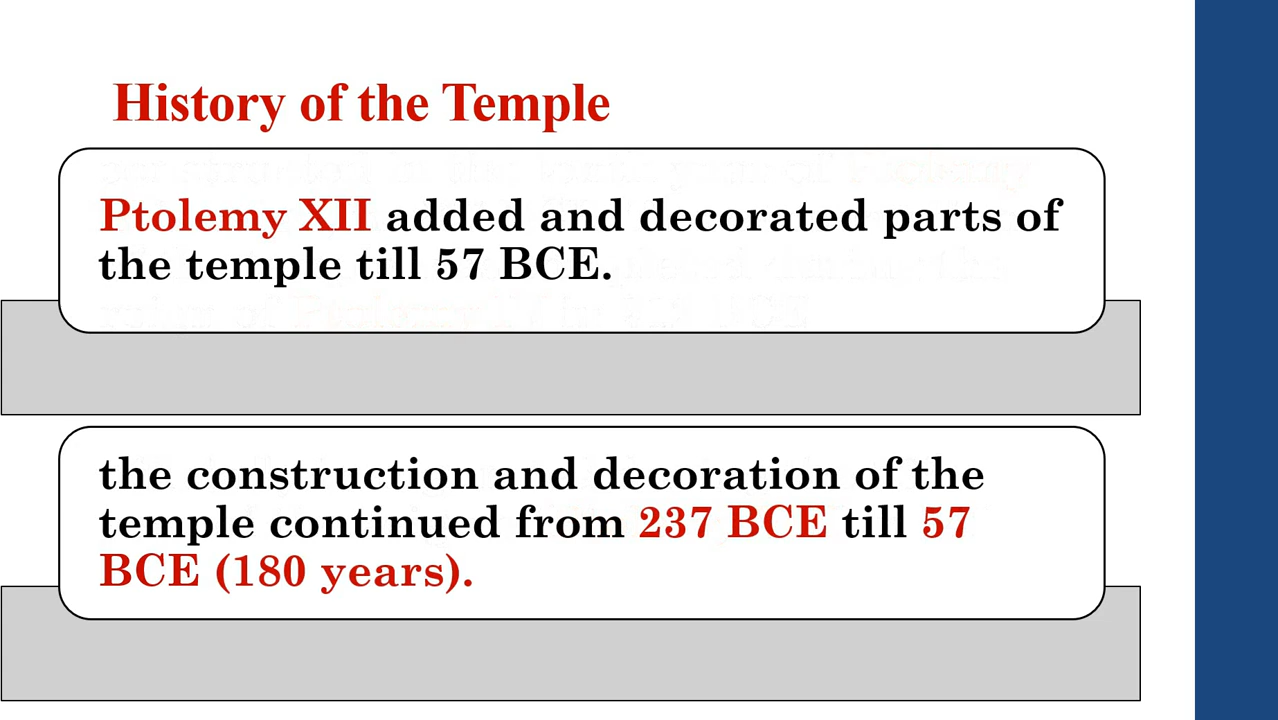 History of the Temple
Ptolemy XII added and decorated parts of
the temple till 57 BCE.
the construction and decoration of the
temple continued from 237 BCE till 57
BCE (180 years).